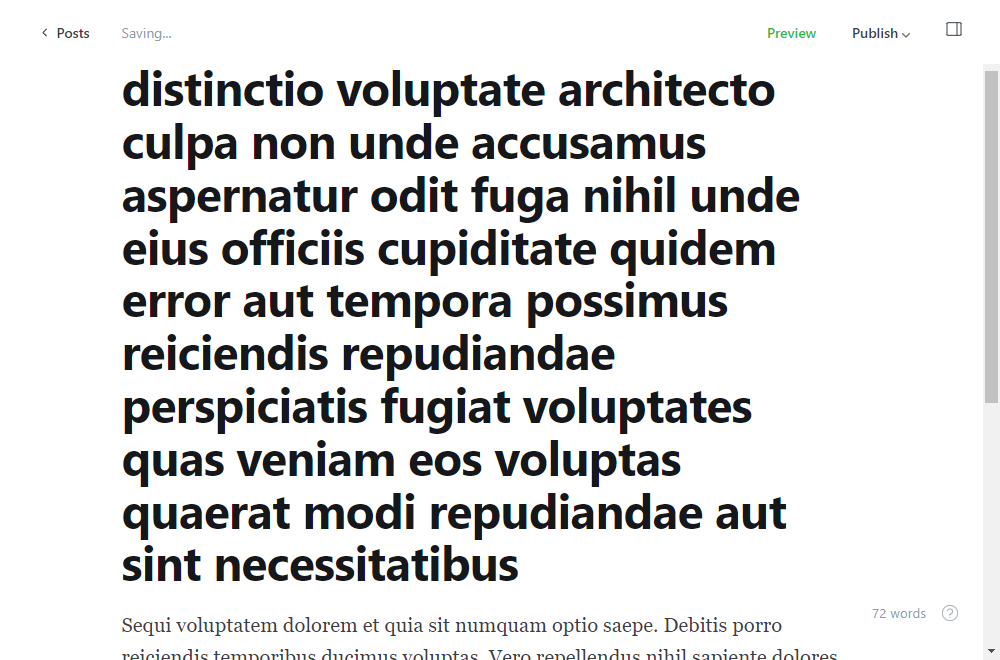 Posts
Saving...
Preview
Publish
distinctio voluptate architecto
culpa non unde accusamus
aspernatur odit fuga nihil unde
eius officiis cupiditate quidem
error aut tempora possimus
reiciendis repudiandae
perspiciatis fugiat voluptates
quas veniam eos voluptas
quaerat modi repudiandae aut
sint necessitatibus
72 words
Sequi voluptatem dolorem et quia sit numquam optio saepe. Debitis porro
reiciendis temporibus ducimus voluptas. Vero repellendus nihil sapiente dolores